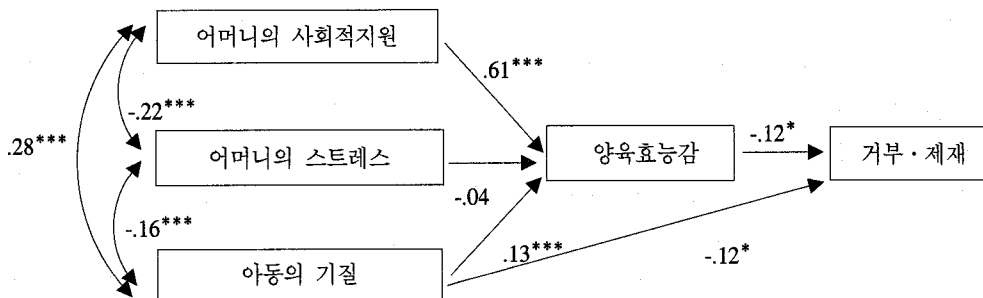 어머니의 사회적지원
.61***
-.22***
.28***
어머니의 스트레스
양육효능감
-.12*
거부·제재
-.04
-.16***
아동의 기질
.13***
-.12*